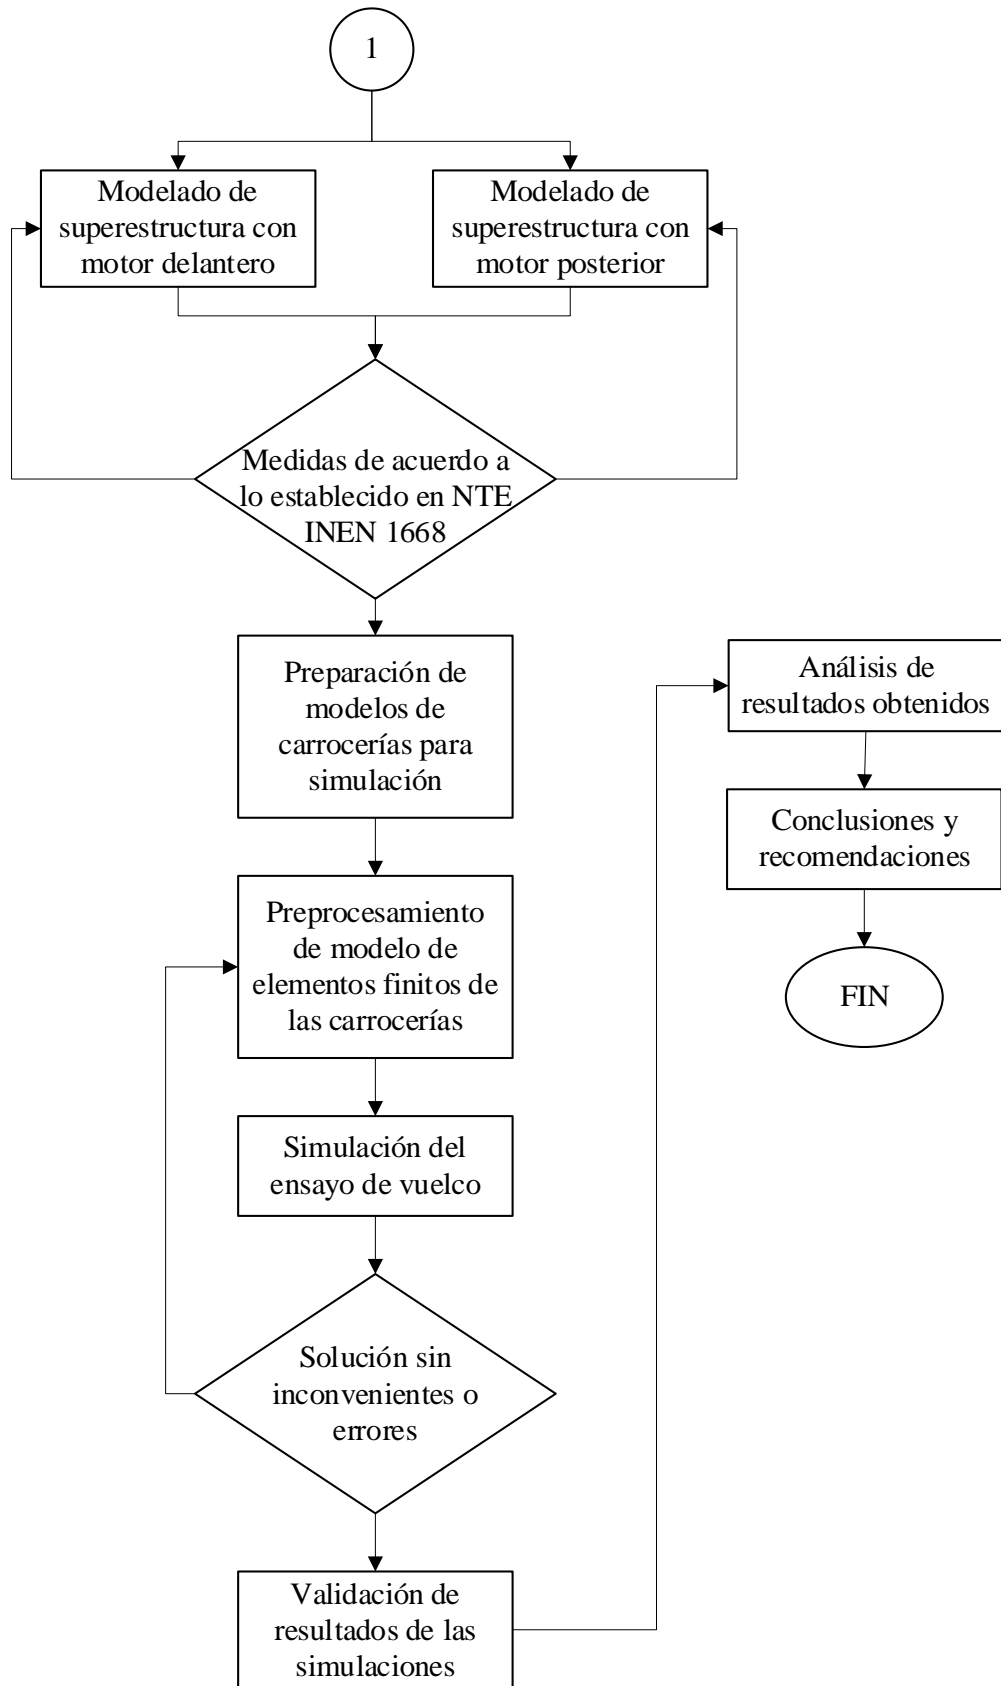 1
Modelado de
superestructura con
motor delantero
Modelado de
superestructura con
motor posterior
Medidas de acuerdo a
lo establecido en NTE
INEN 1668
Preparación de
modelos de
carrocerías para
simulación
Preprocesamiento
de modelo de
elementos finitos de
las carrocerías
Simulación del
ensayo de vuelco
Solución sin
inconvenientes o
errores
Validación de
resultados de las
simulaciones
Análisis de
resultados obtenidos
Conclusiones y
recomendaciones
FIN